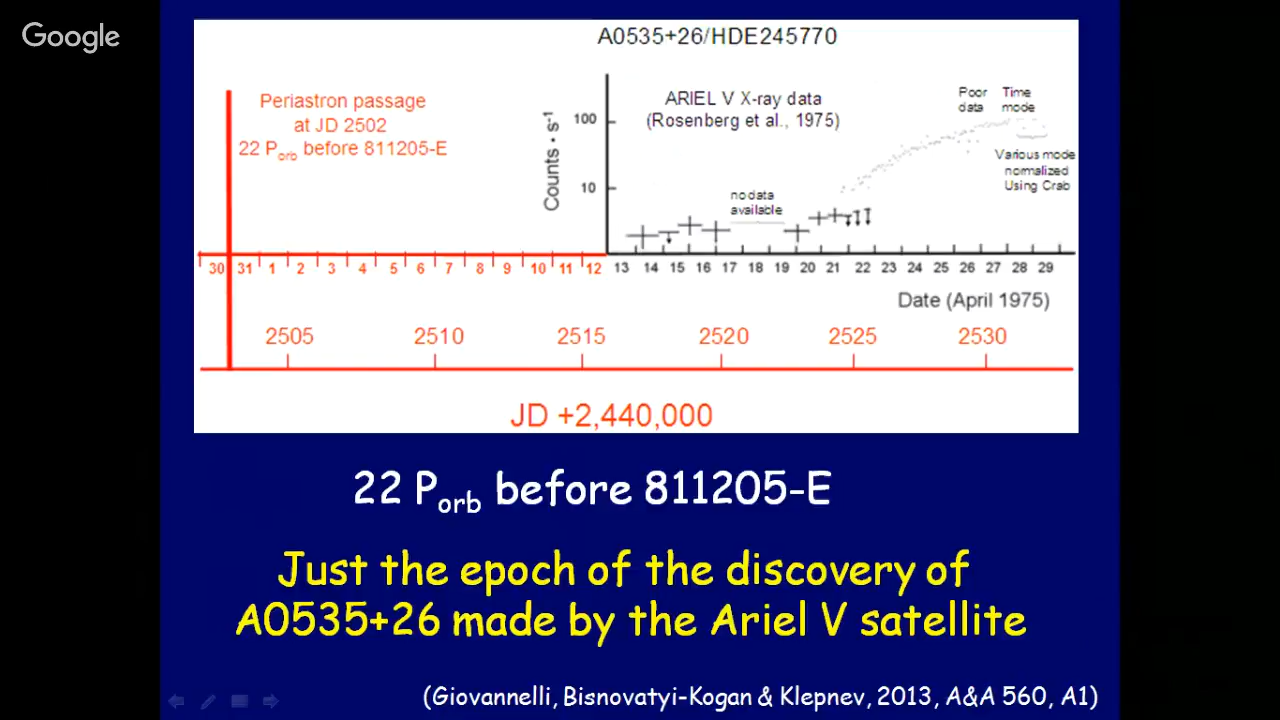 Google
A0535+26/HDE245770
Periastron passage
at JD 2502
22 Porb before 811205-E
ARIEL V X-ray data
(Rosenberg et al., 1975)
Poor data
Time mode
Various mode
normalized
Using Crab
Counts • s-1
100
10
no data
available
30 31 1 2 3 4 5 6 7 8 9 10 11 12 13 14 15 16 17 18 19 20 21 22 23 24 25 26 27 28 29
Date (April 1975)
2505 2510 2515 2520 2525 2530
JD +2,440,000
22 Porb before 811205-E
Just the epoch of the discovery of
A0535+26 made by the Ariel V satellite
(Giovannelli, Bisnovatyi-Kogan & Klepnev, 2013, A&A 560, A1)